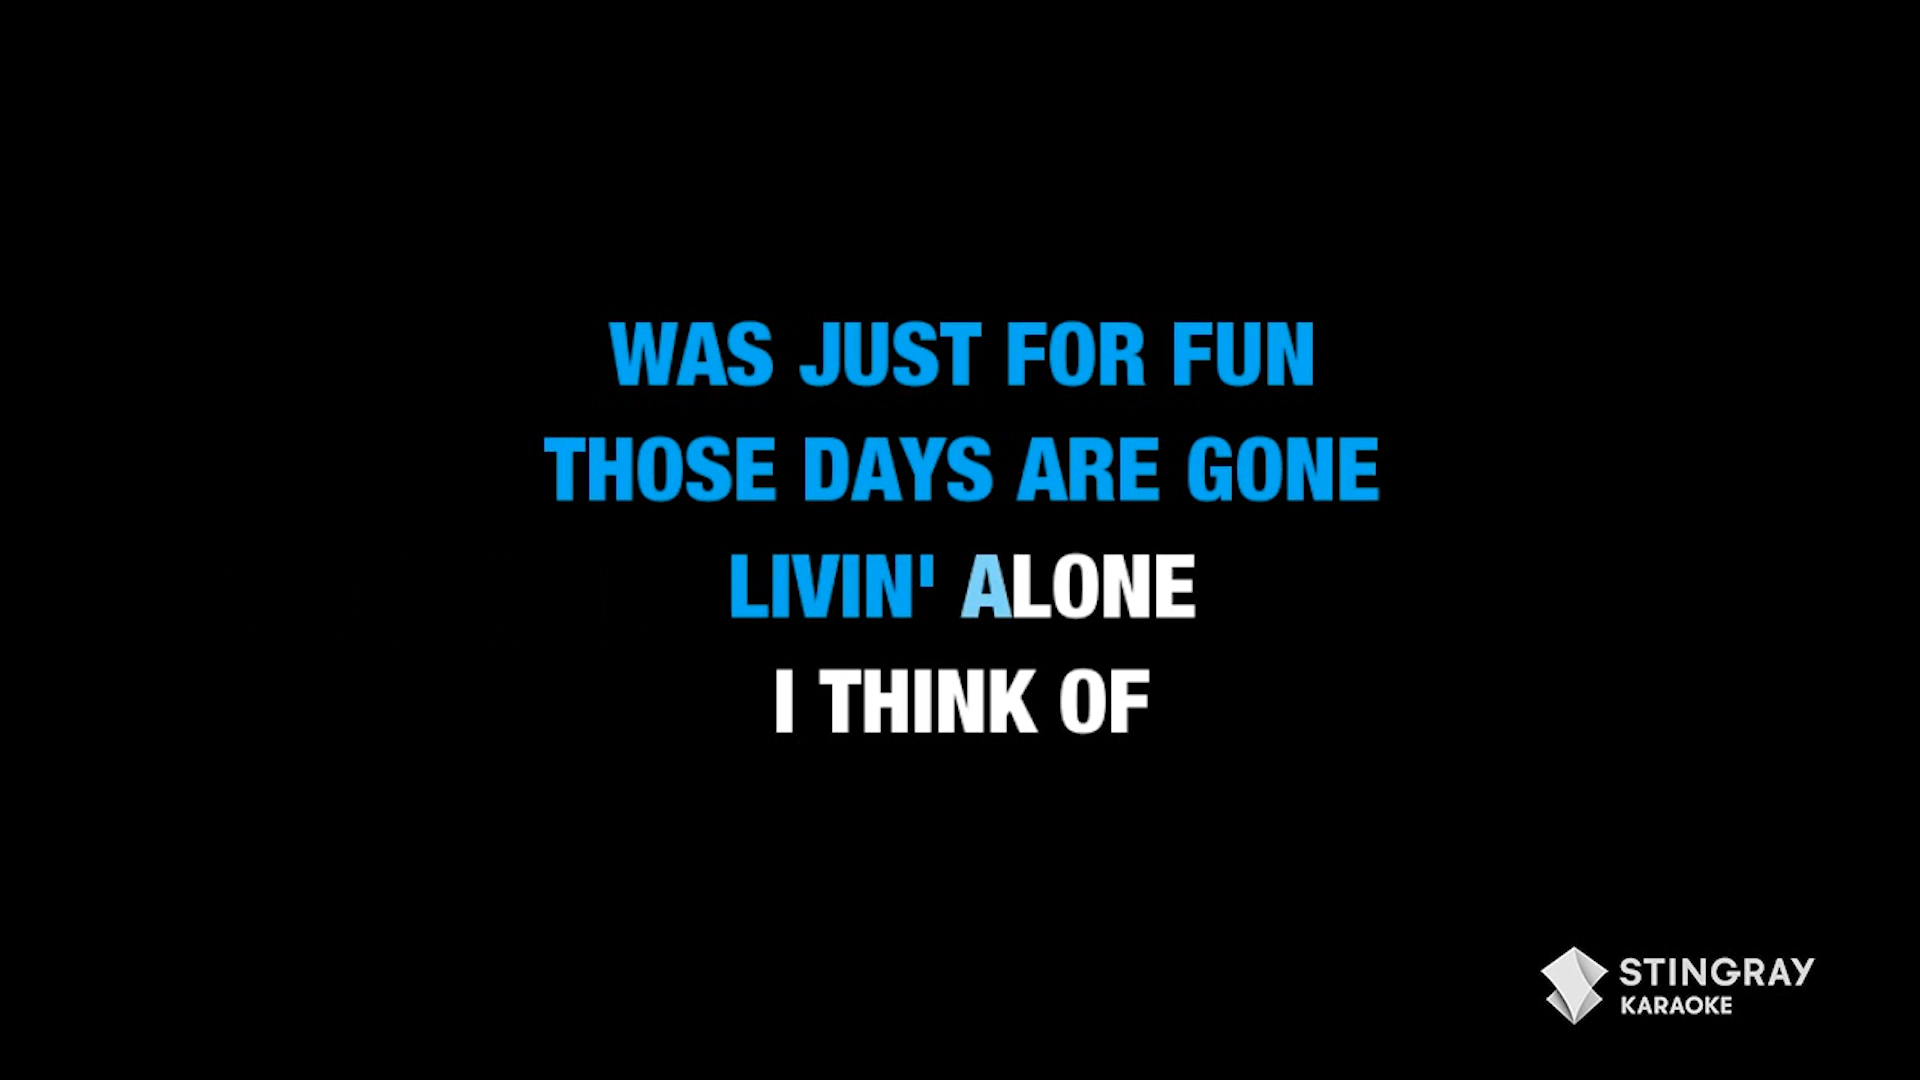 WAS JUST FOR FUN
THOSE DAYS ARE GONE
LIVIN' ALONE
I THINK OF
STINGRAY
KARAOKE